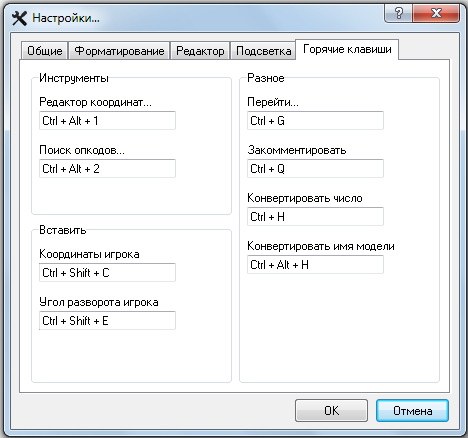 Настройки...
Общие
Форматирование
Редактор
Подсветка
Горячие клавиши
Инструменты
Редактор координат...
Ctrl + Alt + 1
Поиск опкодов...
Ctrl + Alt + 2
Вставить
Координаты игрока
Ctrl + Shift + C
Угол разворота игрока
Ctrl + Shift + E
Разное
Перейти...
Ctrl + G
Закомментировать
Ctrl + Q
Конвертировать число
Ctrl + H
Конвертировать имя модели
Ctrl + Alt + H
OK
Отмена